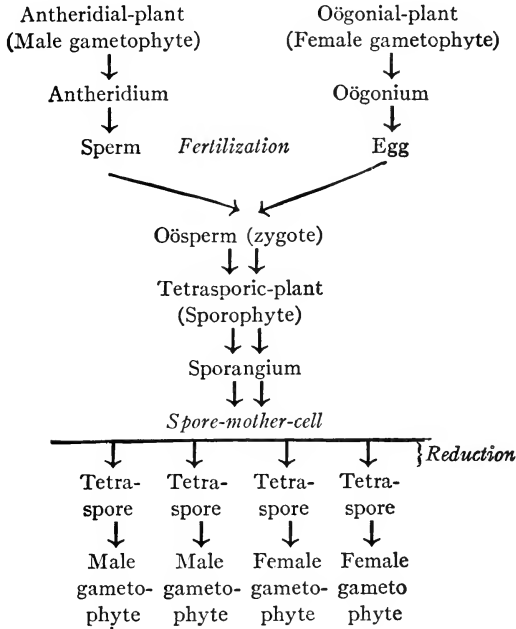 Antheridial-plant Oögonial-plant
(Male gametophyte) (Female gametophyte)
Antheridium Oögonium
Sperm Fertilization Egg
Oösperm (zygote)
Tetrasporic-plant
(Sporophyte)
Sporangium
Spore-mother-cell
Reduction
Tetra- Tetra- Tetra- Tetra-
spore spore spore spore
Male Male Female Female
gameto- gameto- gameto- gameto
phyte phyte phyte phyte